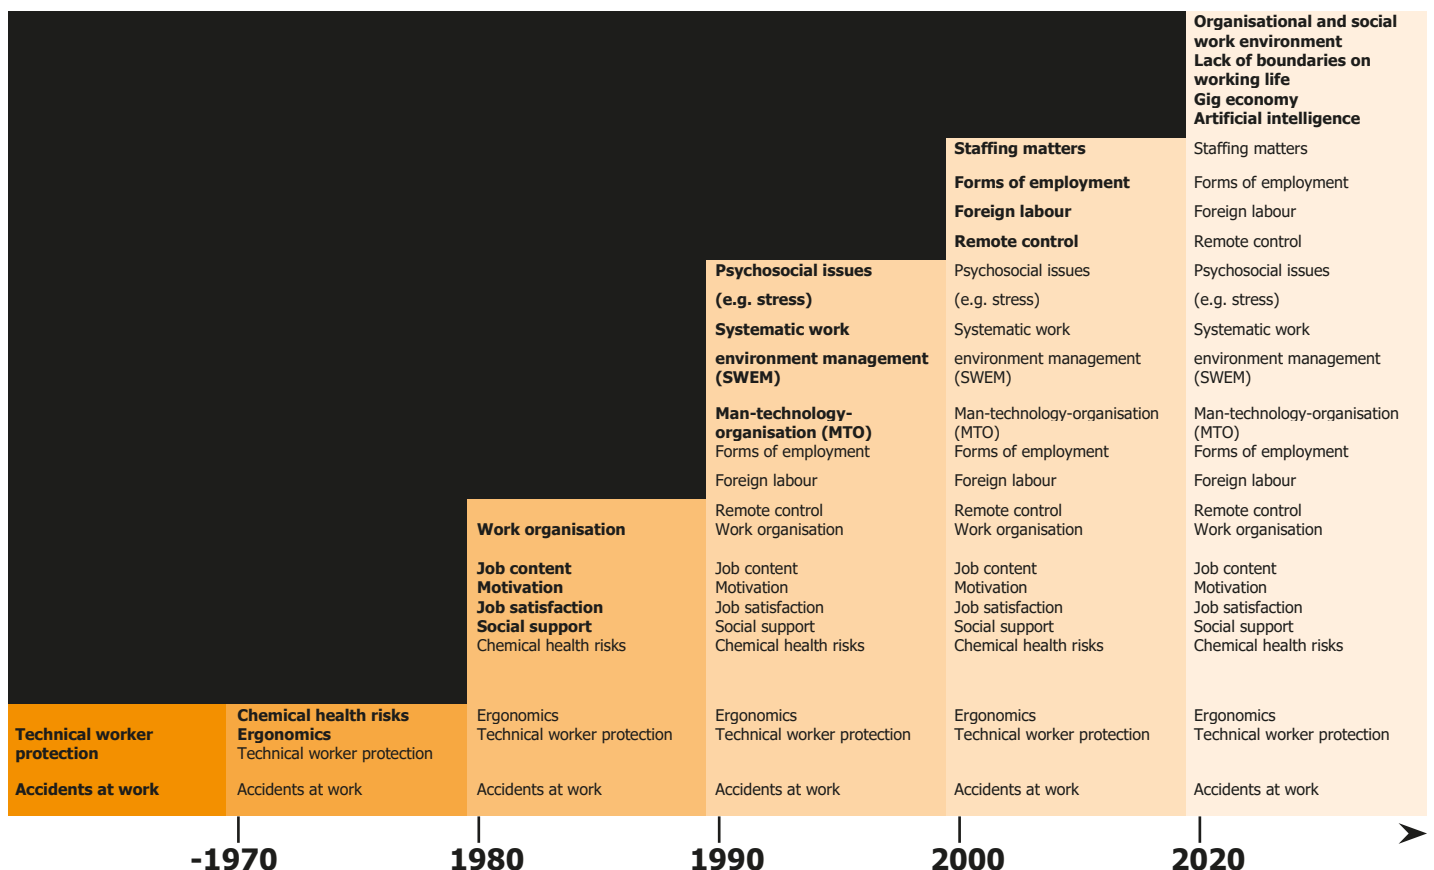 Technical worker
protection
Accidents at work
Chemical health risks
Ergonomics
Technical worker protection
Accidents at work
Work organisation
Job content
Motivation
Job satisfaction
Social support
Chemical health risks
Ergonomics
Technical worker protection
Accidents at work
Psychosocial issues
(e.g. stress)
Systematic work
environment management
(SWEM)
Man-technology-
organisation (MTO)
Forms of employment
Foreign labour
Remote control
Work organisation
Job content
Motivation
Job satisfaction
Social support
Chemical health risks
Ergonomics
Technical worker protection
Accidents at work
Staffing matters
Forms of employment
Foreign labour
Remote control
Psychosocial issues
(e.g. stress)
Systematic work
environment management
(SWEM)
Man-technology-organisation
(MTO)
Forms of employment
Foreign labour
Remote control
Work organisation
Job content
Motivation
Job satisfaction
Social support
Chemical health risks
Ergonomics
Technical worker protection
Accidents at work
Organisational and social
work environment
Lack of boundaries on
working life
Gig economy
Artificial intelligence
Staffing matters
Forms of employment
Foreign labour
Remote control
Psychosocial issues
(e.g. stress)
Systematic work
environment management
(SWEM)
Man-technology-organisation
(MTO)
Forms of employment
Foreign labour
Remote control
Work organisation
Job content
Motivation
Job satisfaction
Social support
Chemical health risks
Ergonomics
Technical worker protection
Accidents at work
-1970
1980
1990
2000
2020